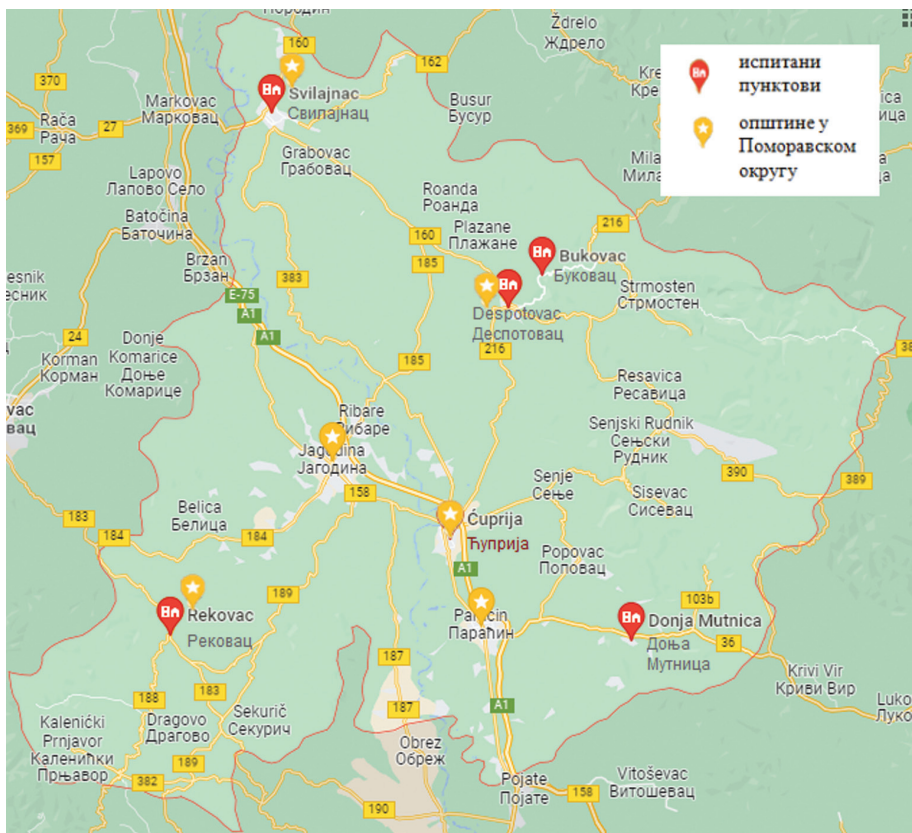 Породин
160
Ždrelo
Ждрело
370
162
Svilajnac
Свилајнац
Markovac
Марковац
Busur
Бусур
Rača
Рача
369
27
157
Grabovac
Грабовац
Lapovo
Лапово Село
Roanda
Роанда
Batočina
Баточина
Plazane
Плажане
160
216
185
Bukovac
Буковац
Brzan
Брзан
383
E-75
A1
Strmosten
Стрмостен
Despotovac
Деспотовац
24
A1
216
Donje
Komarice
Доње
Комарице
Korman
Корман
185
Resavica
Ресавица
Ribare
Рибаре
Senjski Rudnik
Сењски
Рудник
Jagodina
Јагодина
390
389
158
Senje
Сење
Sisevac
Сисевац
Belica
Белица
183
184
184
Ćuprija
Ћуприја
Popovac
Поповац
A1
189
103b
Rekovac
Рековац
Paraćin
Параћин
Donja Mutnica
Доња
Мутница
36
187
Krivi Vir
Криви Вир
183
188
187
A1
Dragovo
Драгово
Sekurič
Секурич
Kalenićki
Prnjavor
Каленићки
Прњавор
189
382
Obrez
Обреж
Pojate
Појате
158
Vitoševac
Витошевац
190
испитани
пунктови
општине у
Поморавском
округу